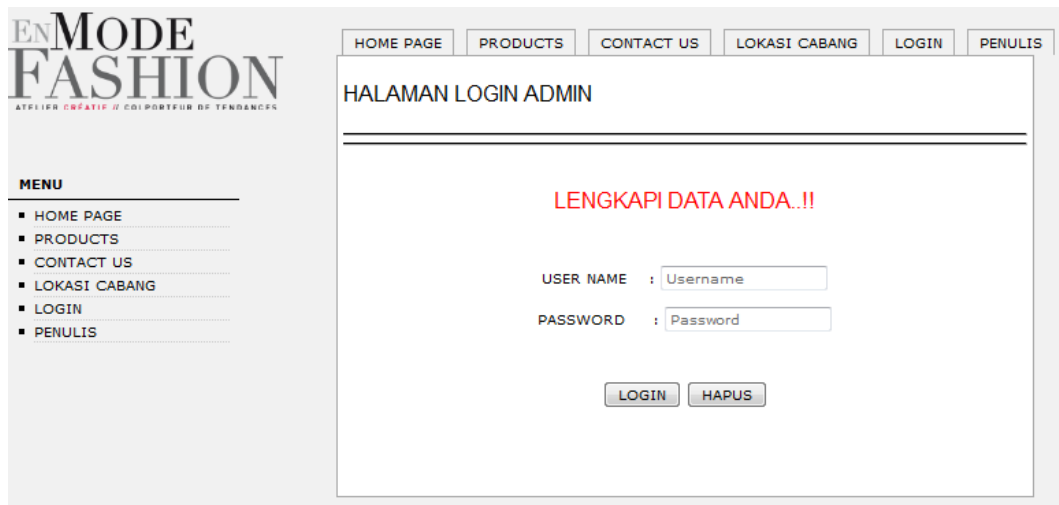 ENMODE
FASHION
ATELIER CRÉATIF // COLPORTEUR DE TENDANCES
HOME PAGE PRODUCTS CONTACT US LOKASI CABANG LOGIN PENULIS
HALAMAN LOGIN ADMIN
MENU
HOME PAGE
PRODUCTS
CONTACT US
LOKASI CABANG
LOGIN
PENULIS
LENGKAPI DATA ANDA..!!
USER NAME : Username
PASSWORD : Password
LOGIN HAPUS